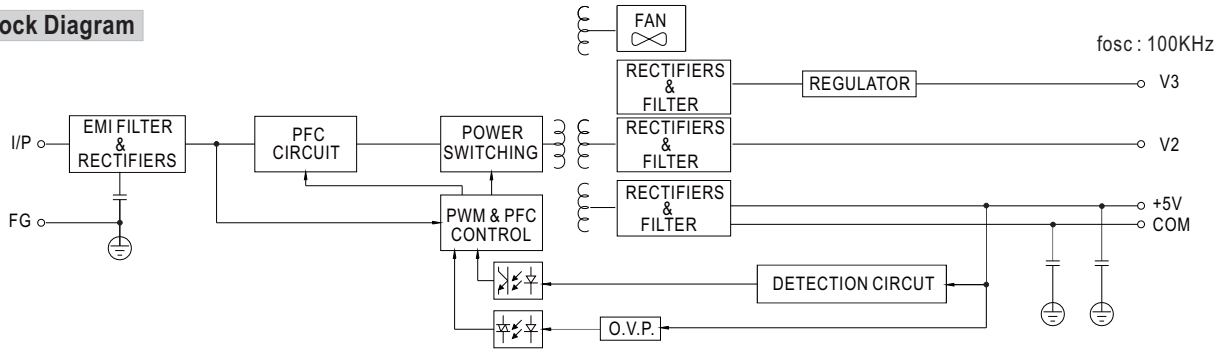 ock Diagram
FAN
fosc : 100KHz
RECTIFIERS
&
FILTER
REGULATOR
V3
I/P
EMI FILTER
&
RECTIFIERS
PFC
CIRCUIT
POWER
SWITCHING
RECTIFIERS
&
FILTER
V2
RECTIFIERS
&
FILTER
+5V
COM
FG
PWM & PFC
CONTROL
DETECTION CIRCUT
O.V.P.